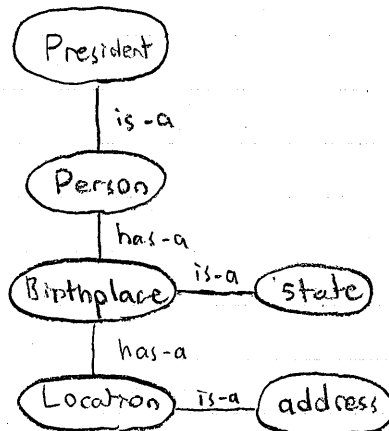 President
is-a
Person
has-a
Birthplace is-a State
has-a
Location is-a address